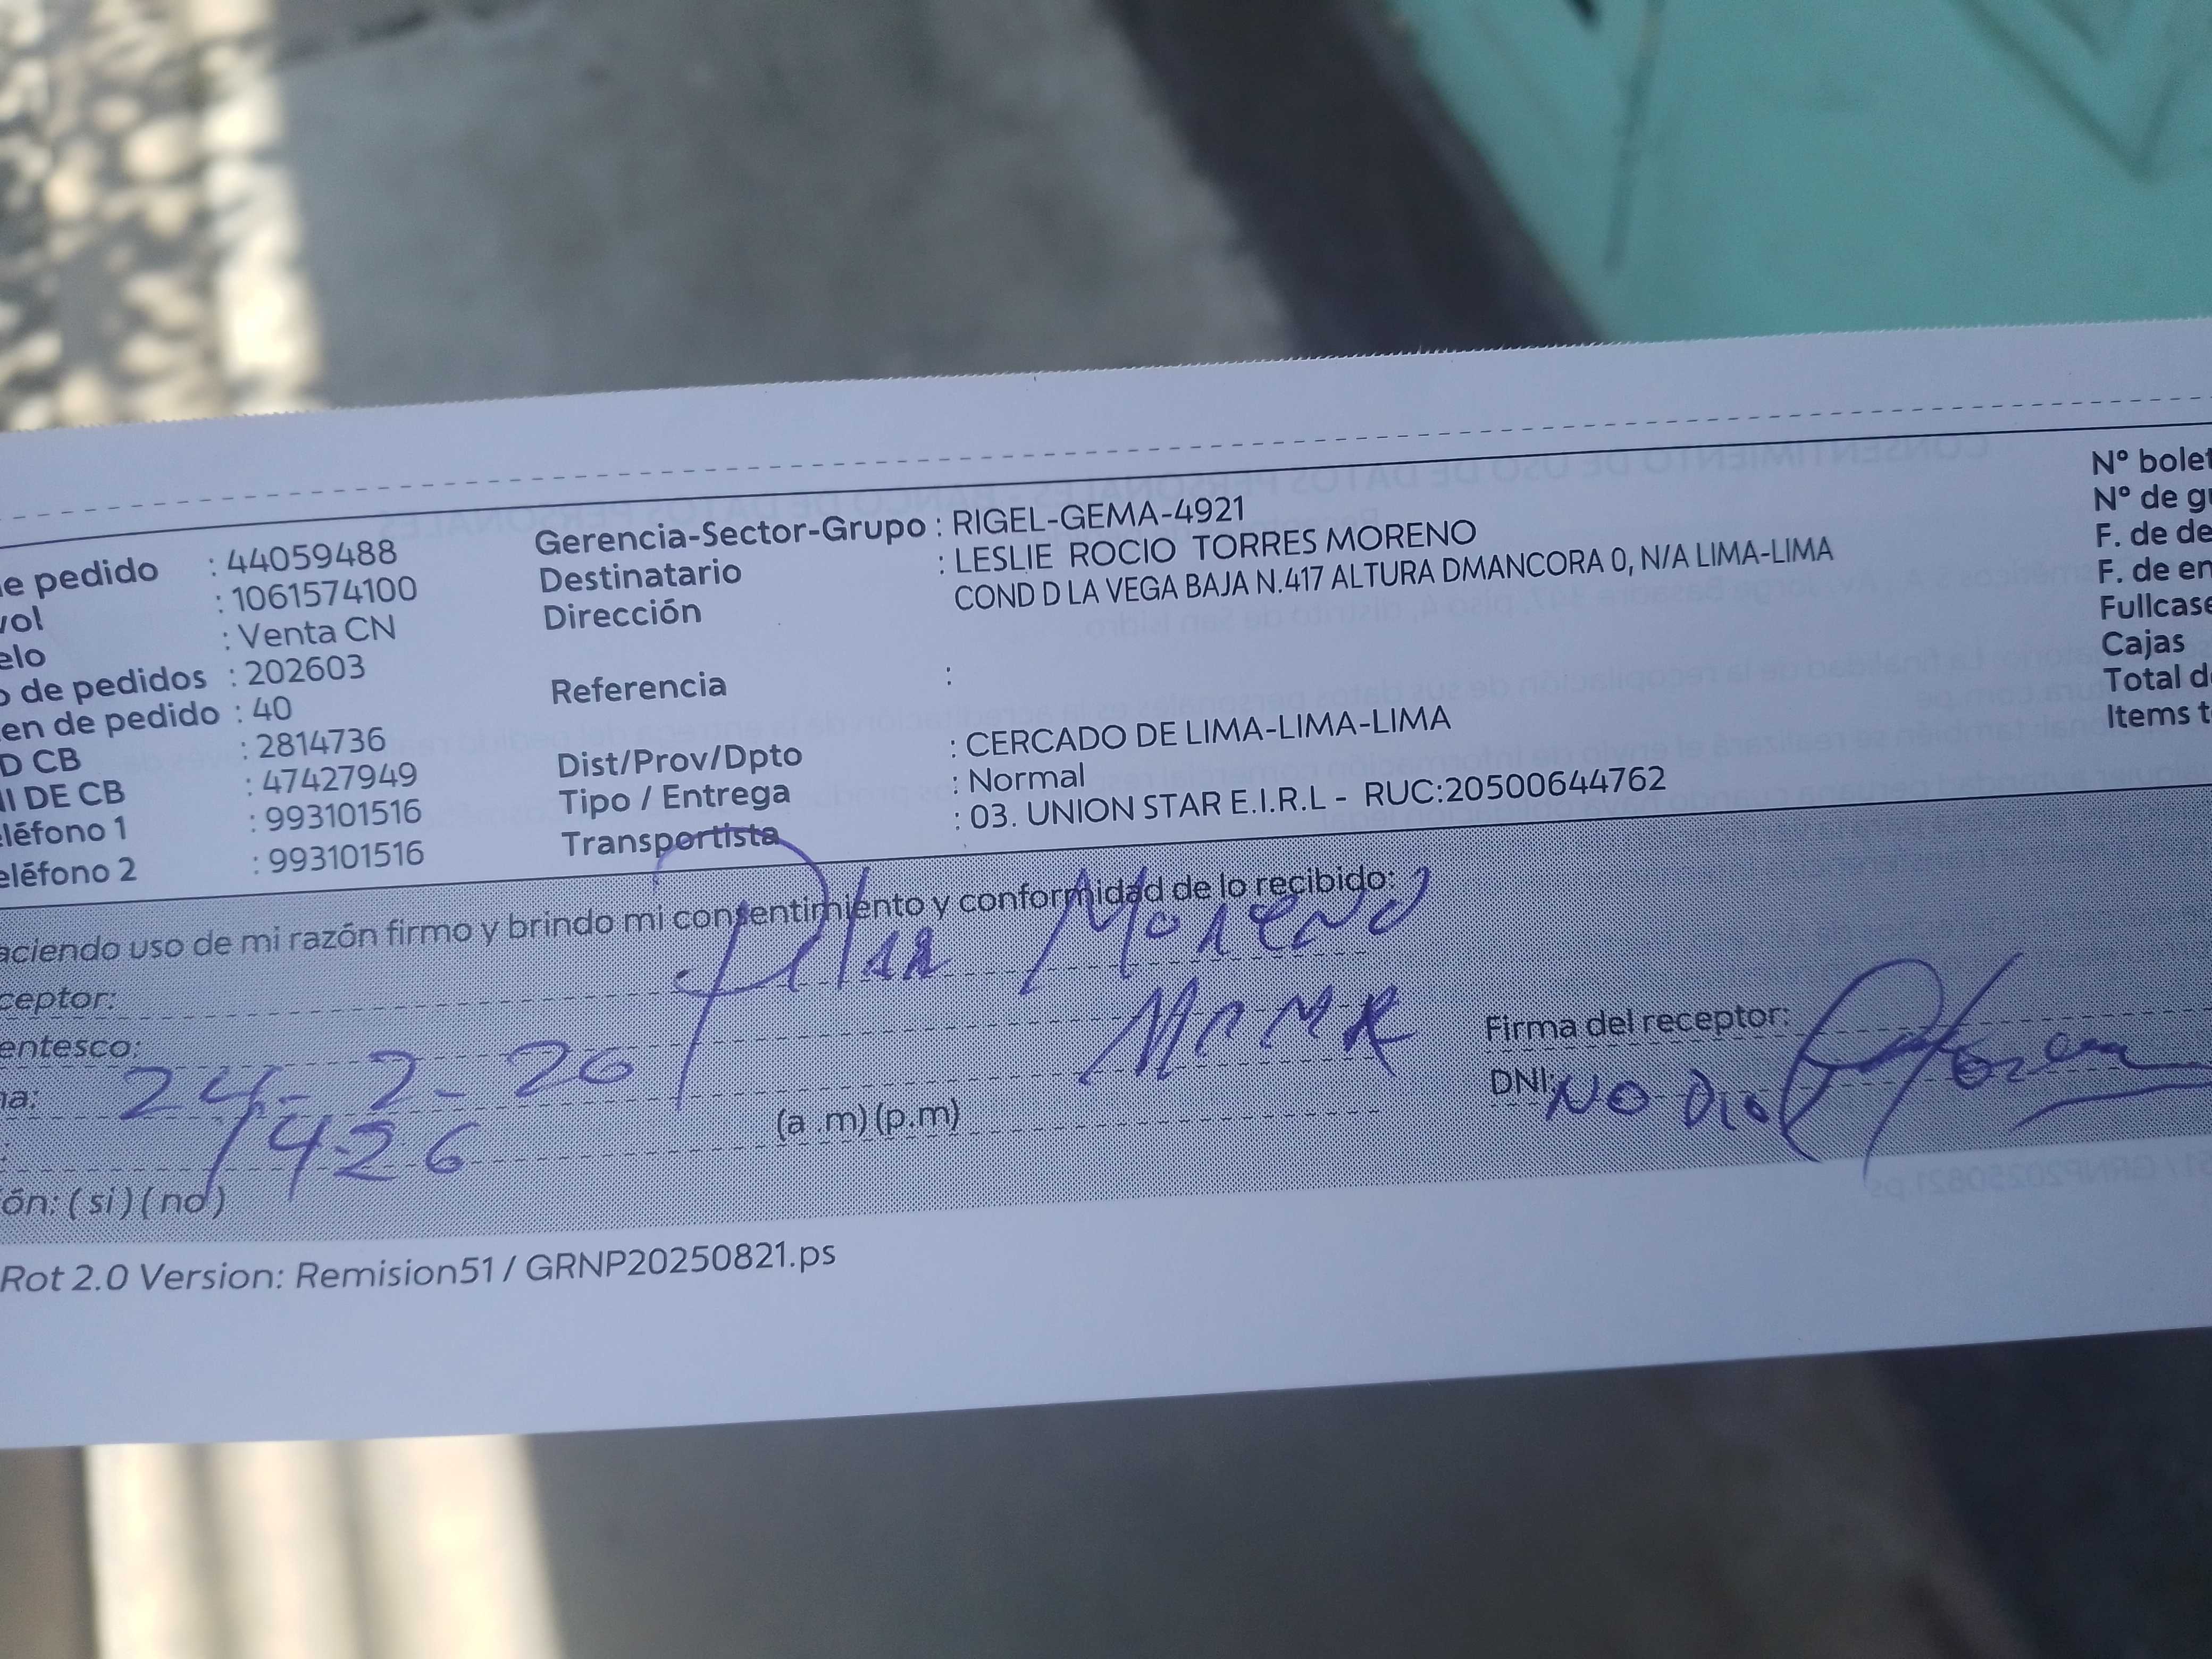 e pedido : 44059488
vol : 1061574100
elo : Venta CN
o de pedidos : 202603
en de pedido : 40
D CB : 2814736
NI DE CB : 47427949
eléfono 1 : 993101516
eléfono 2 : 993101516
Gerencia-Sector-Grupo : RIGEL-GEMA-4921
Destinatario : LESLIE ROCIO TORRES MORENO
Dirección COND D LA VEGA BAJA N.417 ALTURA DMANCORA 0, N/A LIMA-LIMA
Referencia :
Dist/Prov/Dpto : CERCADO DE LIMA-LIMA-LIMA
Tipo / Entrega : Normal
Transportista : 03. UNION STAR E.I.R.L - RUC:20500644762
Nº bolet
Nº de gu
F. de de
F. de en
Fullcase
Cajas
Total d
Items t
aciendo uso de mi razón firmo y brindo mi consentimiento y conformidad de lo recibido:
ceptor: Moreno
entesco:
na: 24-2-26
: 1426 (a .m) (p.m)
ón: ( si ) ( no )
Firma del receptor:
DNI: NO DIO
Rot 2.0 Version: Remision51 / GRNP20250821.ps